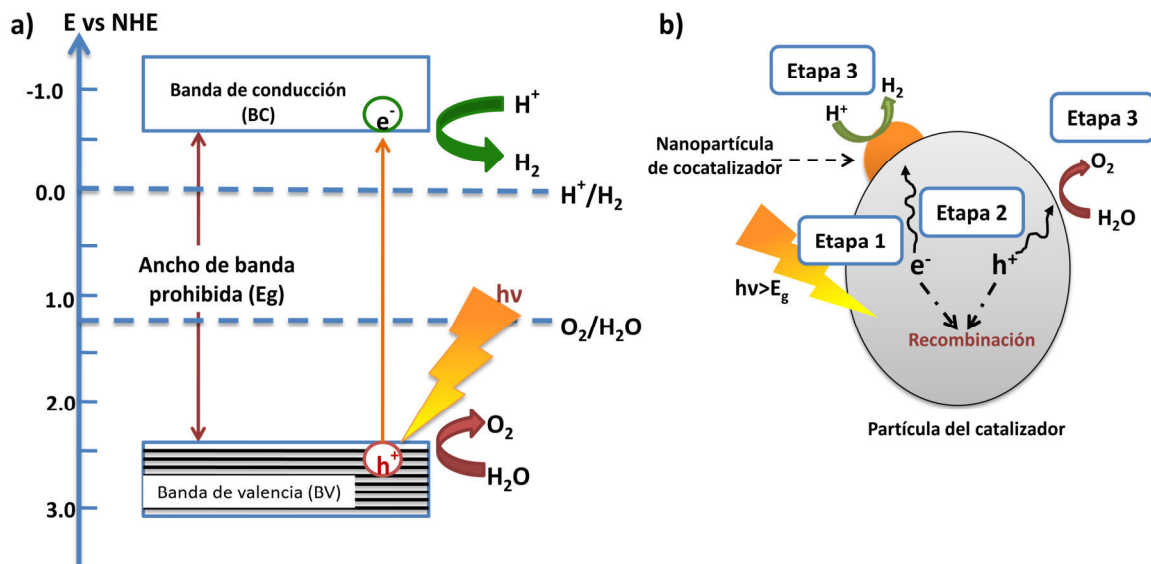 a)
E vs NHE
-1.0
0.0
1.0
2.0
3.0
Banda de conducción
(BC)
e-
H+
H2
H+/H2
Ancho de banda
prohibida (Eg)
hν
O2/H2O
O2
h+
H2O
Banda de valencia (BV)
b)
Etapa 3
H2
H+
Etapa 3
Nanopartícula
de cocatalizador
O2
Etapa 2
H2O
Etapa 1
e-
h+
hν>Eg
Recombinación
Partícula del catalizador